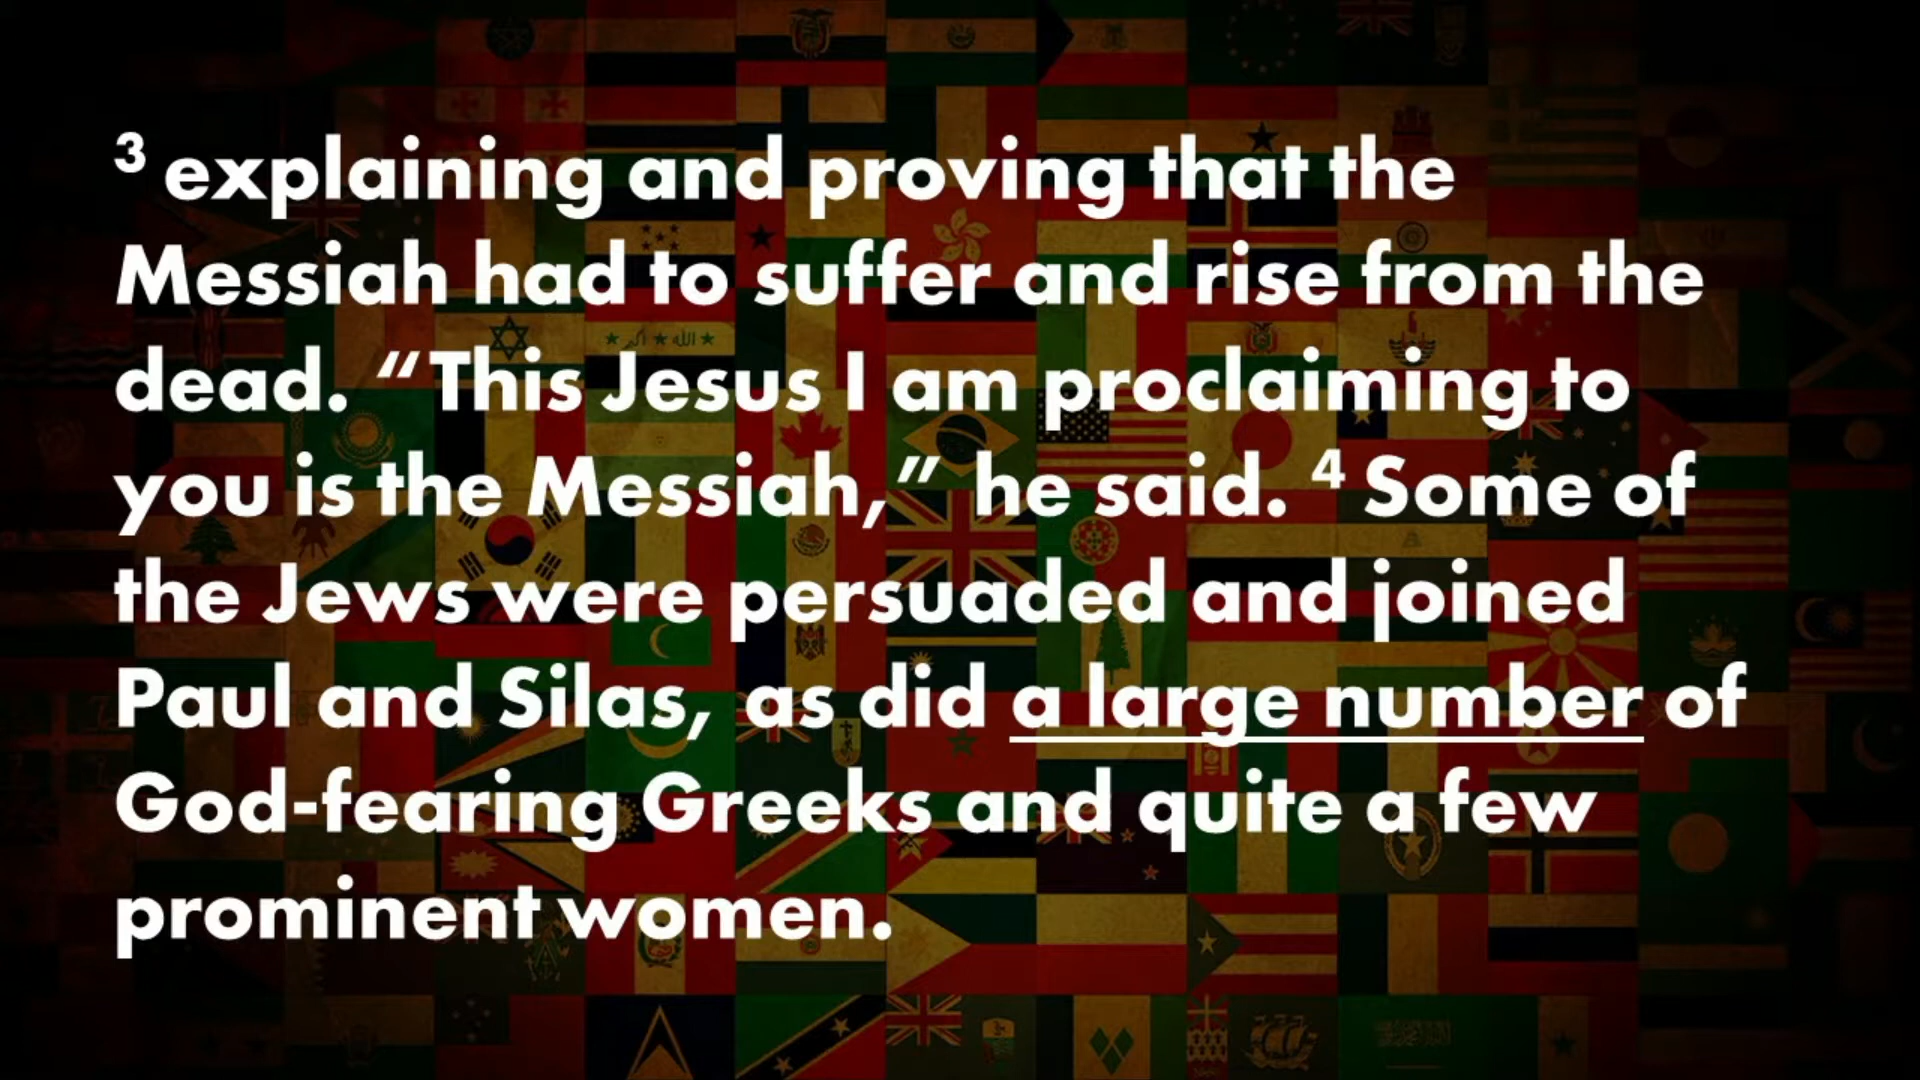 ³ explaining and proving that the
Messiah had to suffer and rise from the
dead. “This Jesus I am proclaiming to
you is the Messiah,” he said. ⁴ Some of
the Jews were persuaded and joined
Paul and Silas, as did a large number of
God-fearing Greeks and quite a few
prominent women.